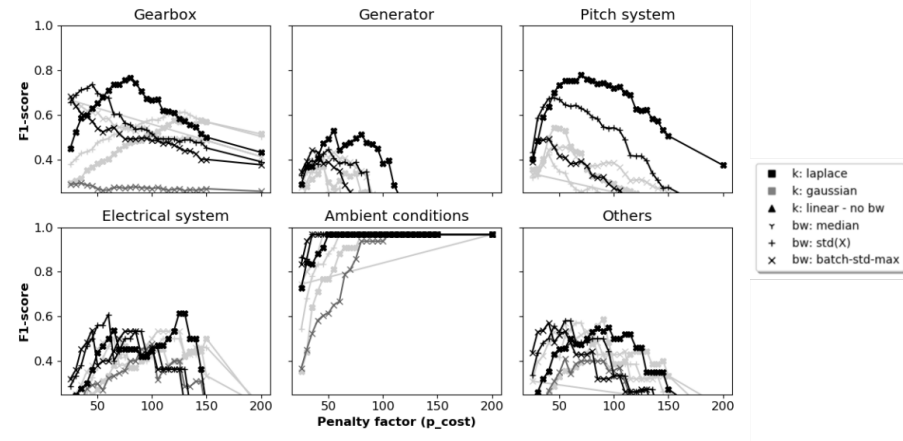 Gearbox
Generator
Pitch system
F1-score
1.0
0.8
0.6
0.4
Electrical system
Ambient conditions
Others
F1-score
1.0
0.8
0.6
0.4
50 100 150 200
50 100 150 200
50 100 150 200
Penalty factor (p_cost)
k: laplace
k: gaussian
k: linear - no bw
bw: median
bw: std(X)
bw: batch-std-max